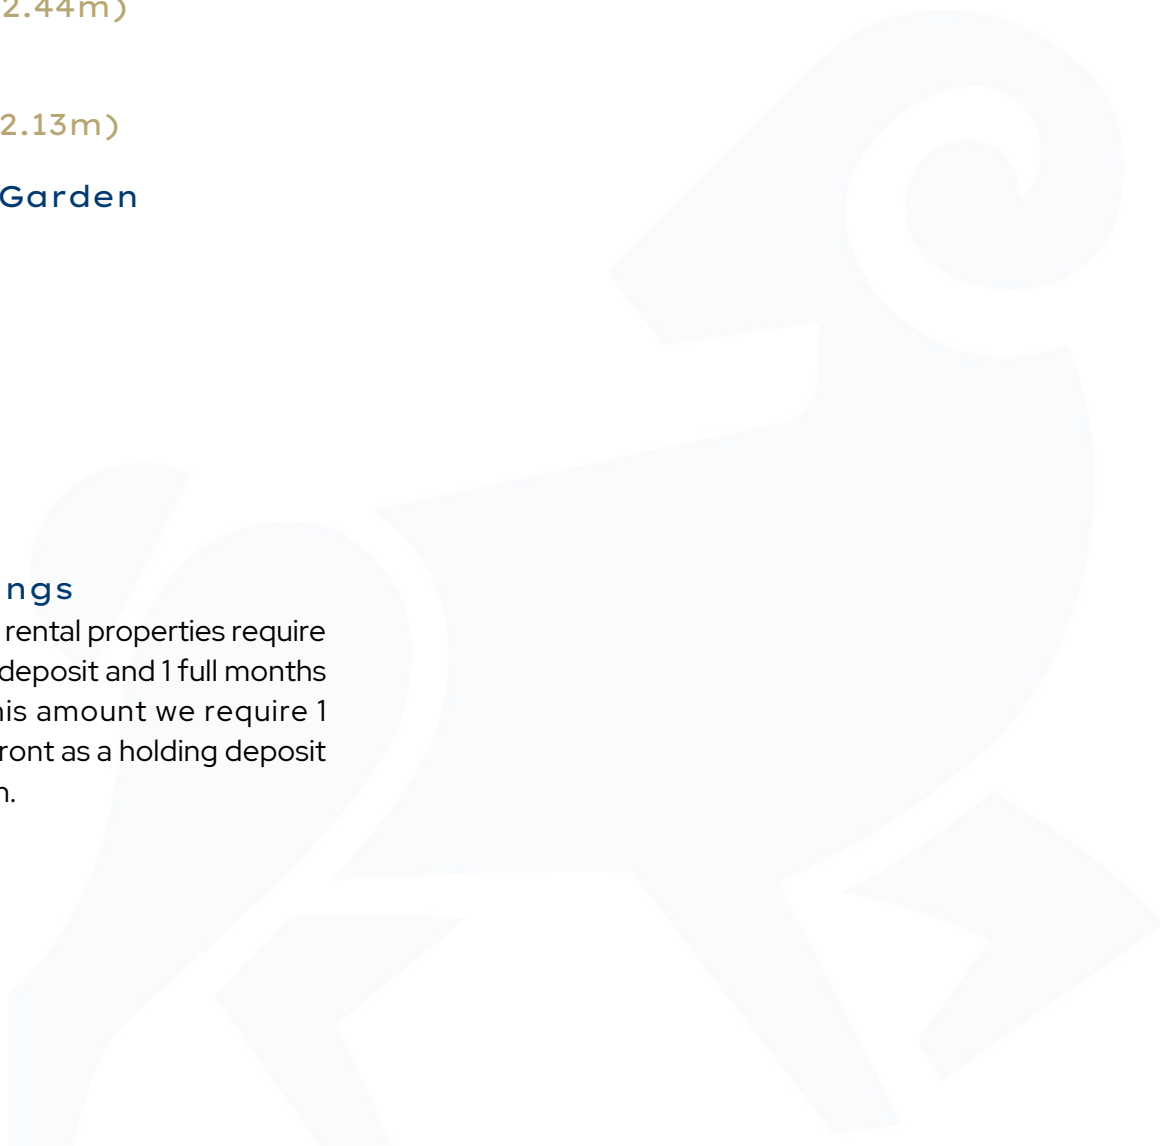 2.44m)
2.13m)
Garden
ngs
rental properties require
deposit and 1 full months
his amount we require 1
ront as a holding deposit
n.